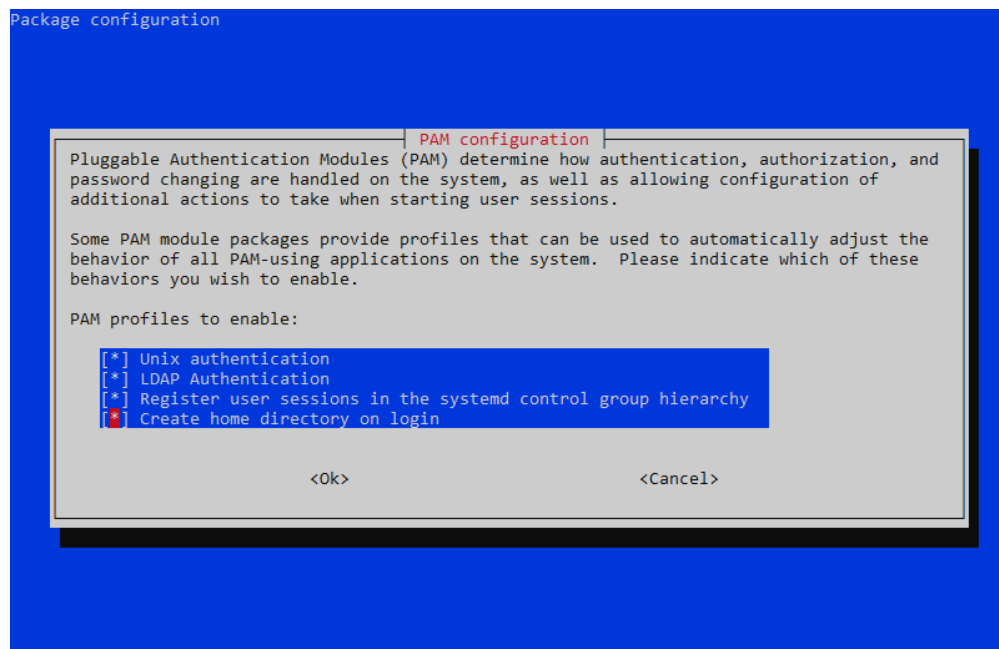 Package configuration
PAM configuration
Pluggable Authentication Modules (PAM) determine how authentication, authorization, and
password changing are handled on the system, as well as allowing configuration of
additional actions to take when starting user sessions.
Some PAM module packages provide profiles that can be used to automatically adjust the
behavior of all PAM-using applications on the system.  Please indicate which of these
behaviors you wish to enable.
PAM profiles to enable:
[*] Unix authentication
[*] LDAP Authentication
[*] Register user sessions in the systemd control group hierarchy
[*] Create home directory on login
<Ok> <Cancel>